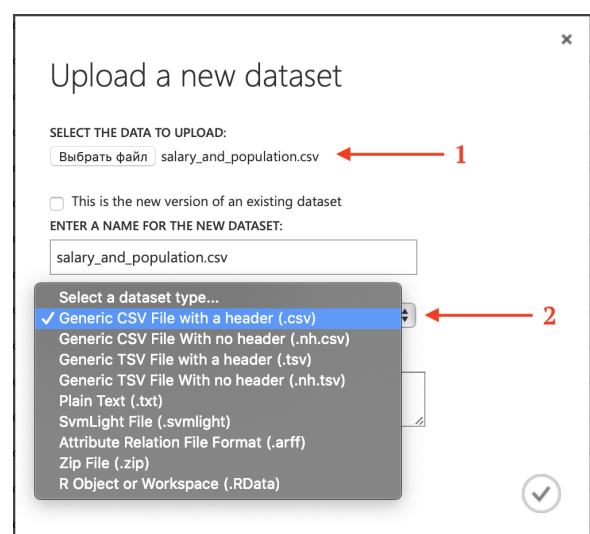 Upload a new dataset
SELECT THE DATA TO UPLOAD:
Выбрать файл salary_and_population.csv 1
This is the new version of an existing dataset
ENTER A NAME FOR THE NEW DATASET:
salary_and_population.csv
Select a dataset type...
✓ Generic CSV File with a header (.csv) 2
Generic CSV File With no header (.nh.csv)
Generic TSV File with a header (.tsv)
Generic TSV File With no header (.nh.tsv)
Plain Text (.txt)
SvmLight File (.svmlight)
Attribute Relation File Format (.arff)
Zip File (.zip)
R Object or Workspace (.RData)